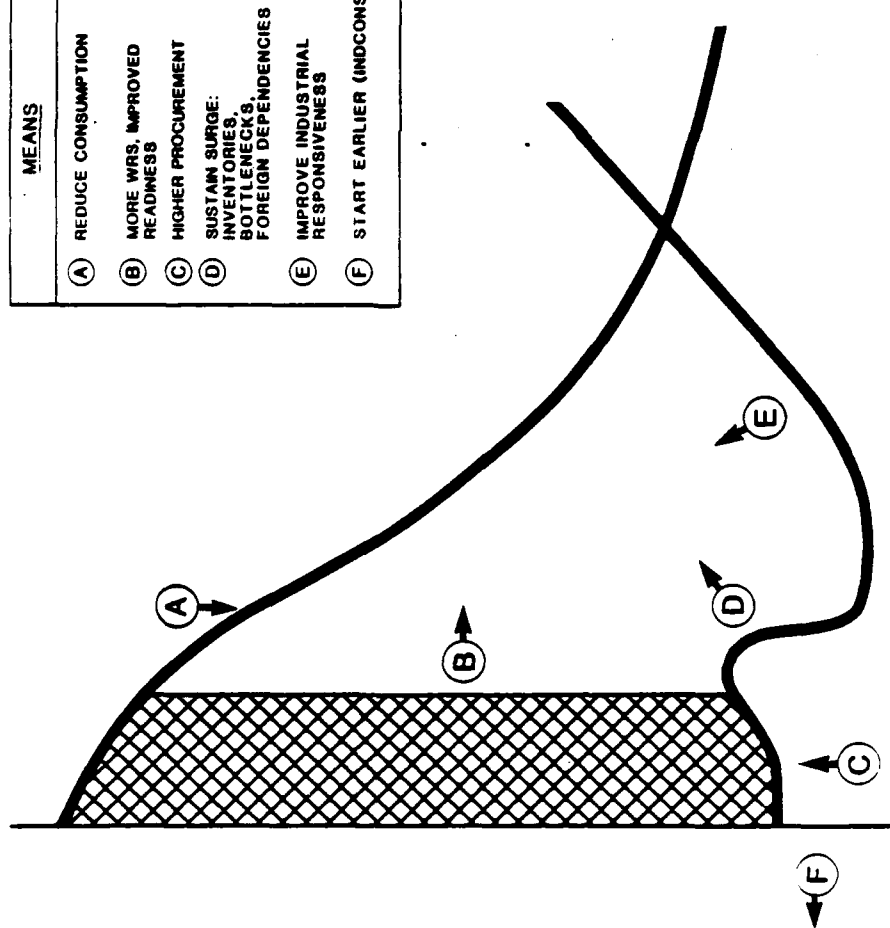 MEANS
Ⓐ REDUCE CONSUMPTION
Ⓑ MORE WRS, IMPROVED
READINESS
Ⓒ HIGHER PROCUREMENT
Ⓓ SUSTAIN SURGE:
INVENTORIES,
BOTTLENECKS,
FOREIGN DEPENDENCIES
Ⓔ IMPROVE INDUSTRIAL
RESPONSIVENESS
Ⓕ START EARLIER (INDCONS
Ⓐ
Ⓑ
Ⓓ
Ⓔ
Ⓒ
Ⓕ